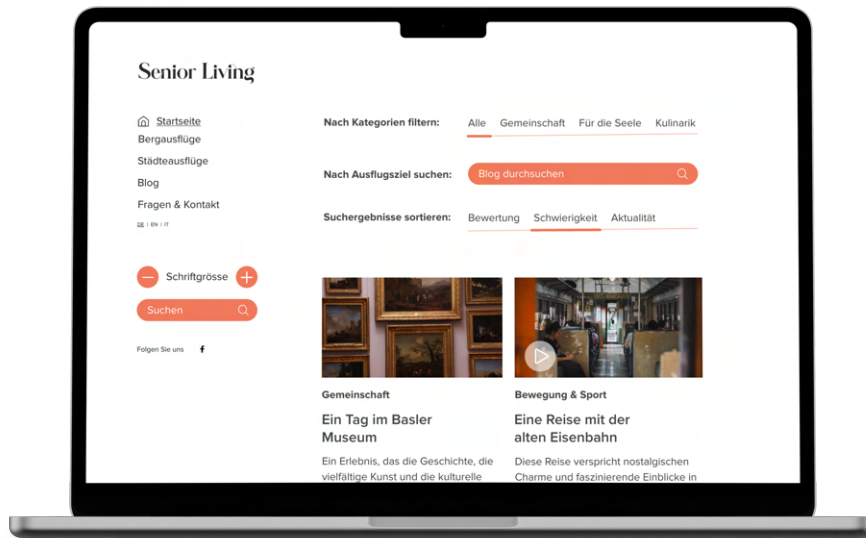 Senior Living
Startseite
Bergausflüge
Städteausflüge
Blog
Fragen & Kontakt
DE | EN | IT
Schriftgrösse
Suchen
Folgen Sie uns
Nach Kategorien filtern: Alle Gemeinschaft Für die Seele Kulinarik
Nach Ausflugsziel suchen: Blog durchsuchen
Suchergebnisse sortieren: Bewertung Schwierigkeit Aktualität
Gemeinschaft
Ein Tag im Basler
Museum
Ein Erlebnis, das die Geschichte, die
vielfältige Kunst und die kulturelle
Bewegung & Sport
Eine Reise mit der
alten Eisenbahn
Diese Reise verspricht nostalgischen
Charme und faszinierende Einblicke in